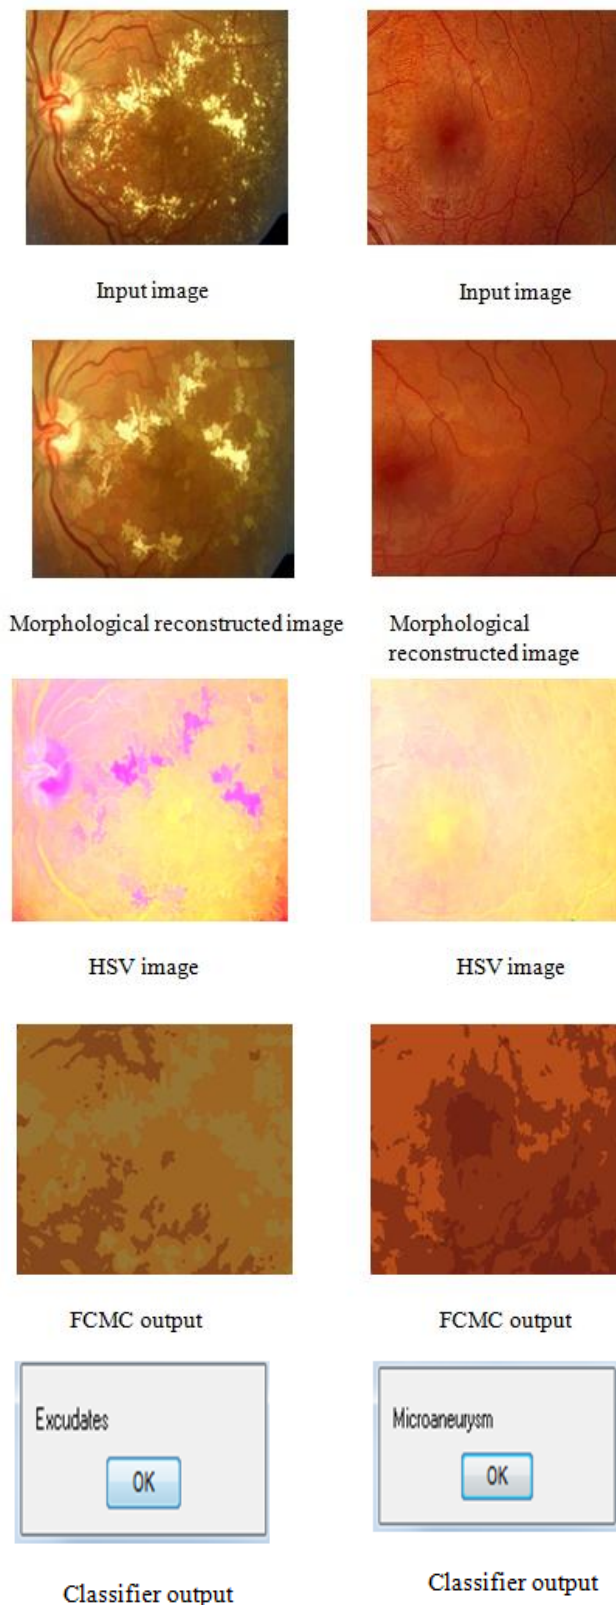 Input image
Input image
Morphological reconstructed image
Morphological
reconstructed image
HSV image
HSV image
FCMC output
FCMC output
Excudates
OK
Microaneurysm
OK
Classifier output
Classifier output